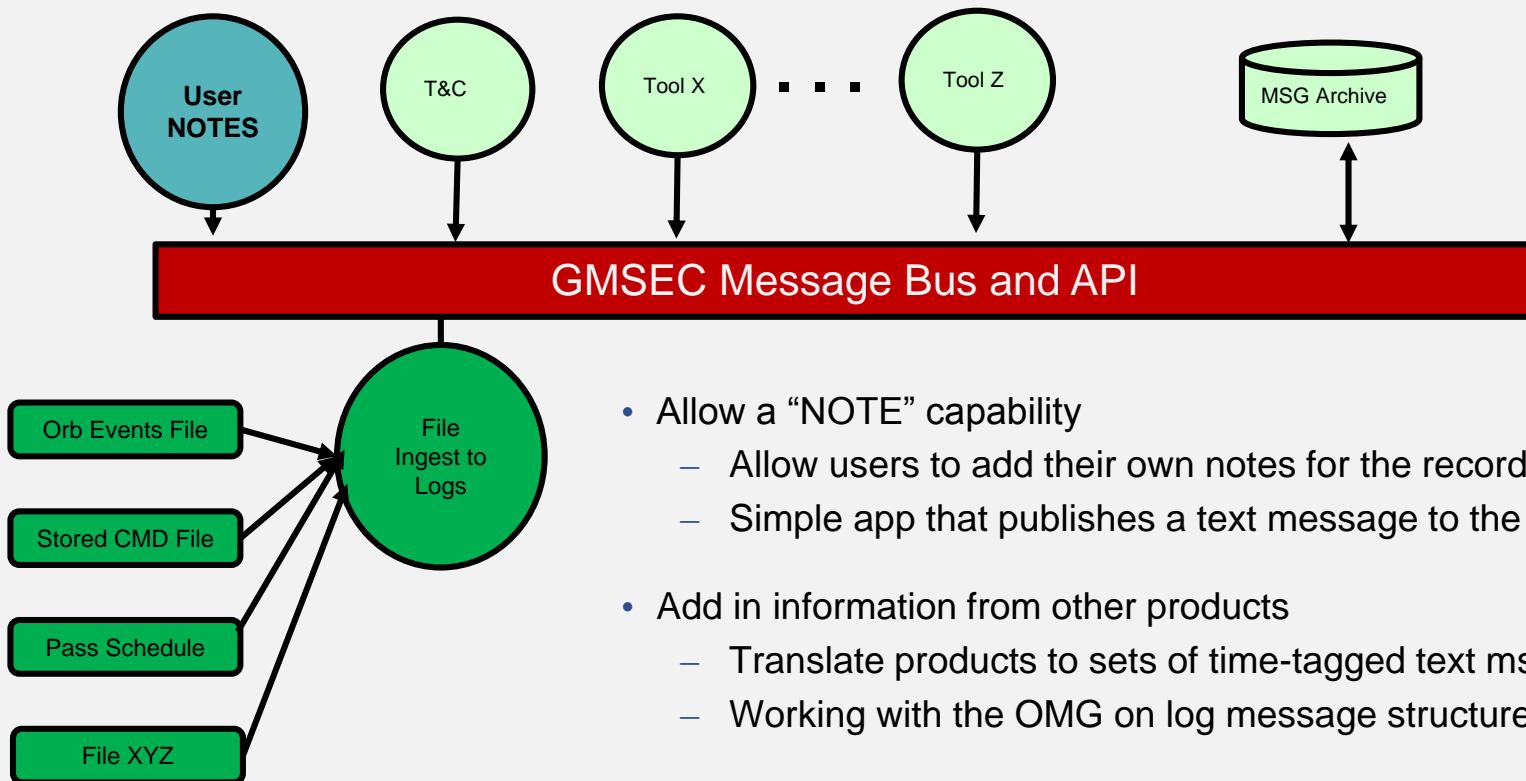 User
NOTES
T&C
Tool X
Tool Z
MSG Archive
GMSEC Message Bus and API
Orb Events File
Stored CMD File
Pass Schedule
File XYZ
File
Ingest to
Logs
• Allow a “NOTE” capability
– Allow users to add their own notes for the record
– Simple app that publishes a text message to the
• Add in information from other products
– Translate products to sets of time-tagged text
– Working with the OMG on log message structure